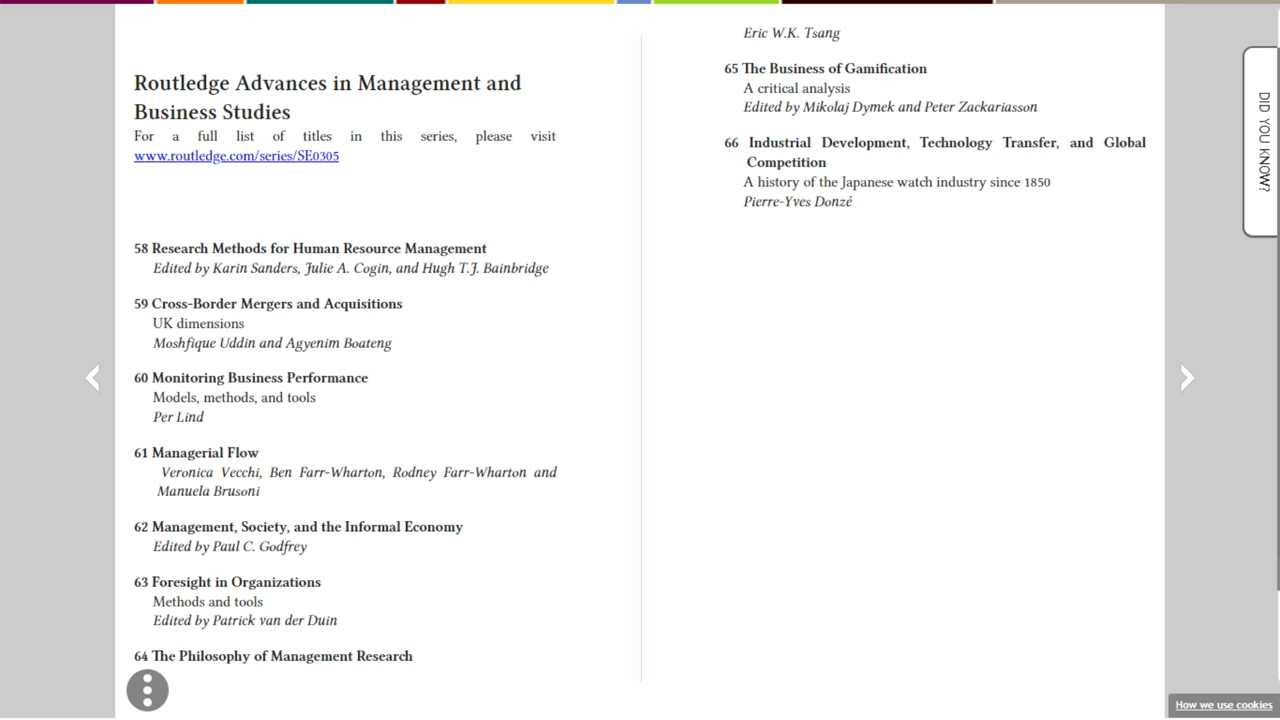 Routledge Advances in Management and
Business Studies
For a full list of titles in this series, please visit
www.routledge.com/series/SE0305
58 Research Methods for Human Resource Management
Edited by Karin Sanders, Julie A. Cogin, and Hugh T.J. Bainbridge
59 Cross-Border Mergers and Acquisitions
UK dimensions
Moshfique Uddin and Agyenim Boateng
60 Monitoring Business Performance
Models, methods, and tools
Per Lind
61 Managerial Flow
Veronica Vecchi, Ben Farr-Wharton, Rodney Farr-Wharton and
Manuela Brusoni
62 Management, Society, and the Informal Economy
Edited by Paul C. Godfrey
63 Foresight in Organizations
Methods and tools
Edited by Patrick van der Duin
64 The Philosophy of Management Research
Eric W.K. Tsang
65 The Business of Gamification
A critical analysis
Edited by Mikolaj Dymek and Peter Zackariasson
66 Industrial Development, Technology Transfer, and Global
Competition
A history of the Japanese watch industry since 1850
Pierre-Yves Donzé
DID YOU KNOW?
How we use cookies